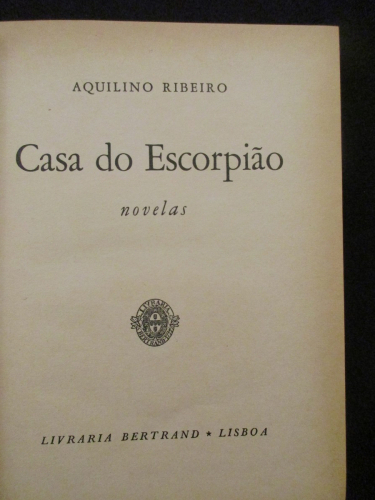 AQUILINO RIBEIRO
Casa do Escorpião
novelas
LIVRARIA BERTRAND ★ LISBOA